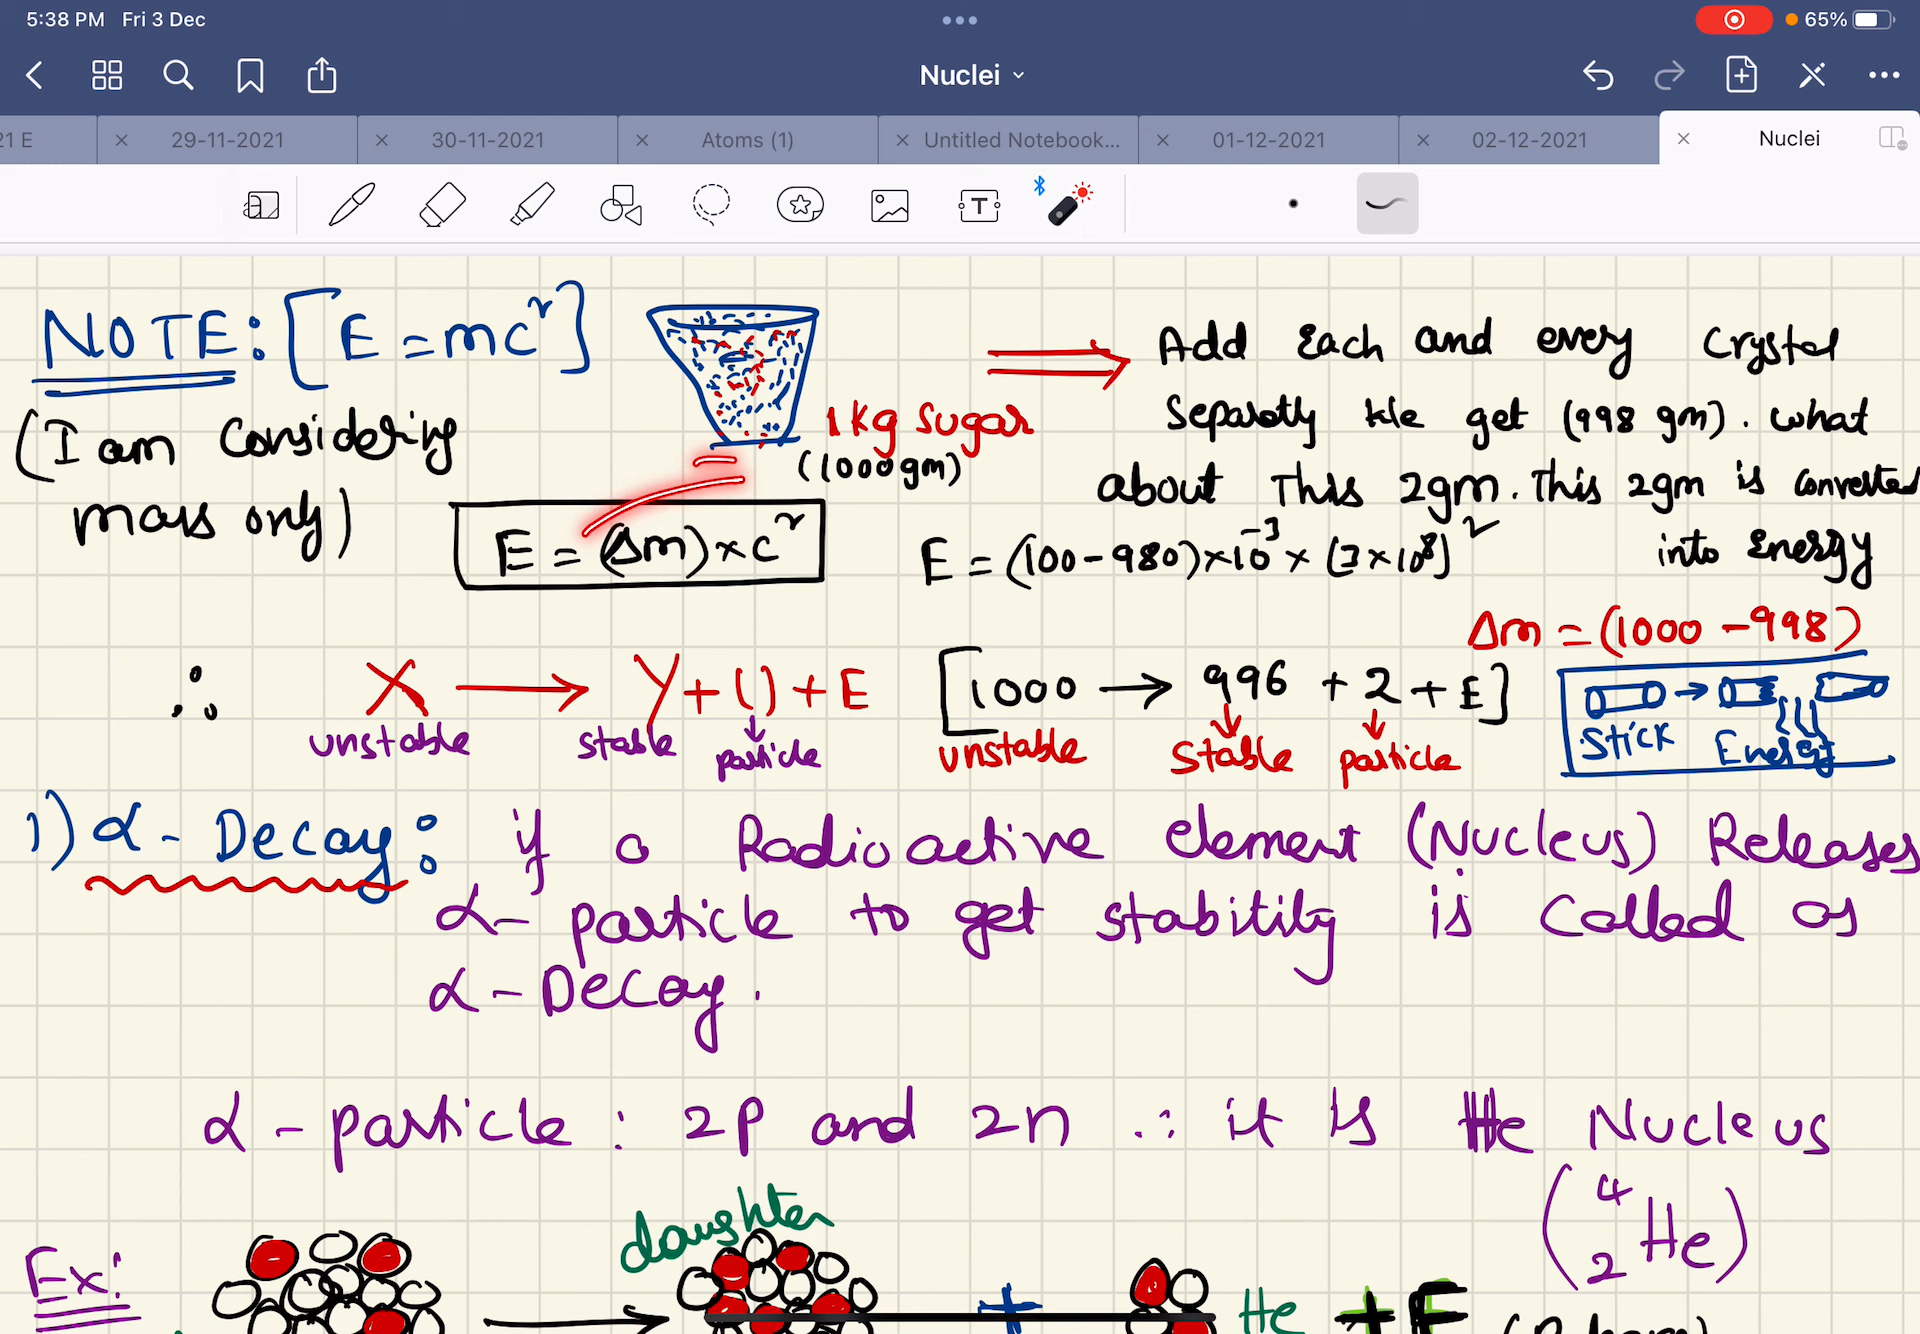 5:38 PM Fri 3 Dec
65%
Nuclei
21 E
29-11-2021
30-11-2021
Atoms (1)
Untitled Notebook...
01-12-2021
02-12-2021
Nuclei
NOTE: [E = mc²]
(I am Considering
mass only)
1kg sugar
(1000gm)
E = (Δm)×c²
Add Each and every Crystal
Separetly We get (998 gm). what
about This 2gm. This 2gm is Converted
into Energy
E = (100-980)×10⁻³ × (3×10⁸)²
Δm = (1000 - 998)
∴ X → Y + ( ) + E
unstable stable particle
[1000 → 996 + 2 + E]
unstable stable particle
Stick Energy
1) α - Decay: if a Radio active element (Nucleus) Releases
α - particle to get stability is Called as
α - Decay.
α - particle : 2P and 2n ∴ it is He Nucleus
(⁴₂He)
Ex:
daughter
+ He + E